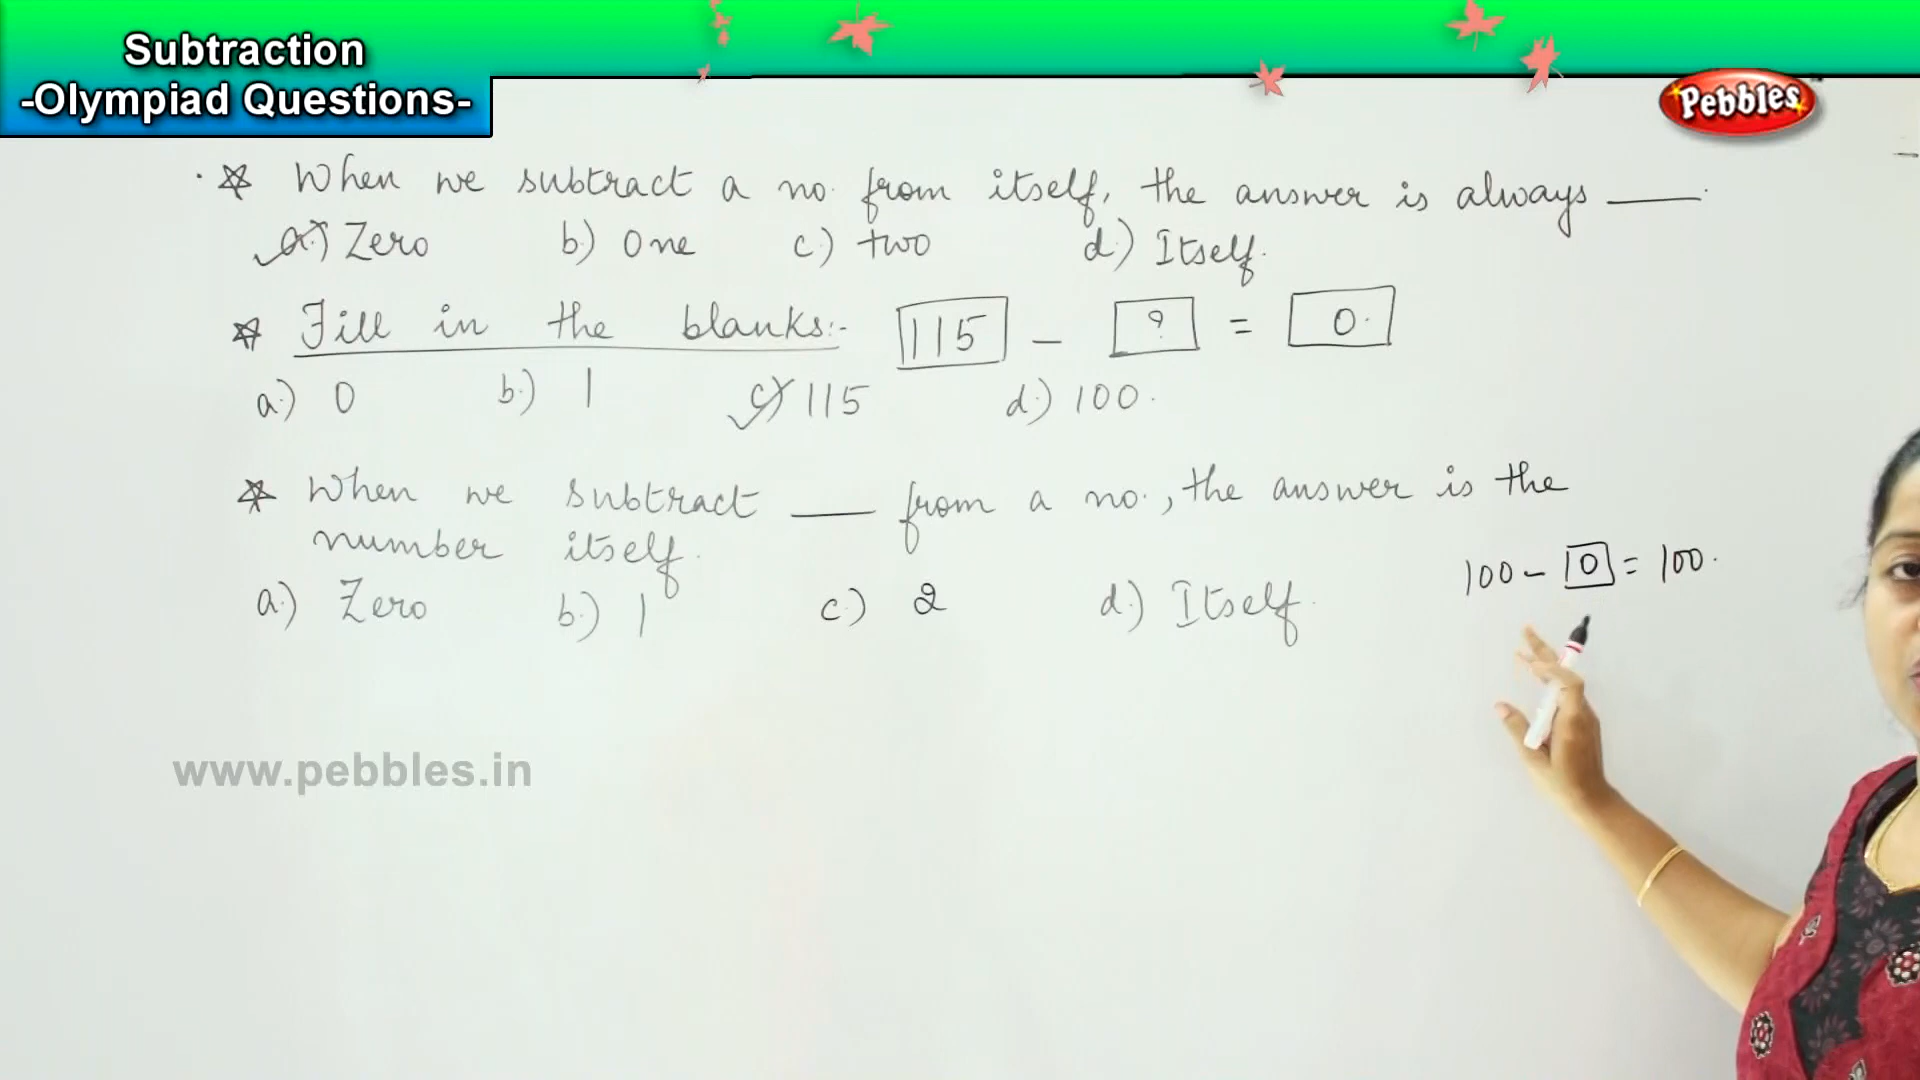 Subtraction
-Olympiad Questions-
Pebbles
When we subtract a no. from itself, the answer is always ____.
a.) Zero b.) One c.) two d.) Itself.
Fill in the blanks:- 115 - ? = 0.
a.) 0 b.) 1 c.) 115 d.) 100.
When we subtract ____ from a no., the answer is the
number itself.
100 - 0 = 100.
a.) Zero b.) 1 c.) 2 d.) Itself.
www.pebbles.in